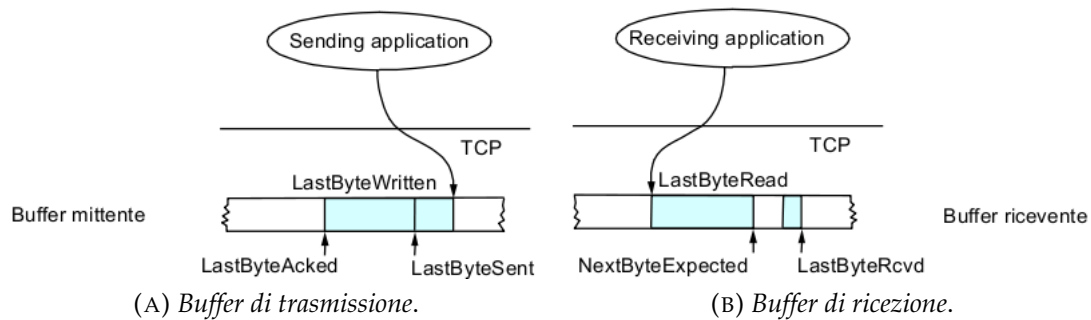 Sending application
Receiving application
TCP
TCP
LastByteWritten
LastByteRead
Buffer mittente
Buffer ricevente
LastByteAcked
LastByteSent
NextByteExpected
LastByteRcvd
(A) Buffer di trasmissione.
(B) Buffer di ricezione.